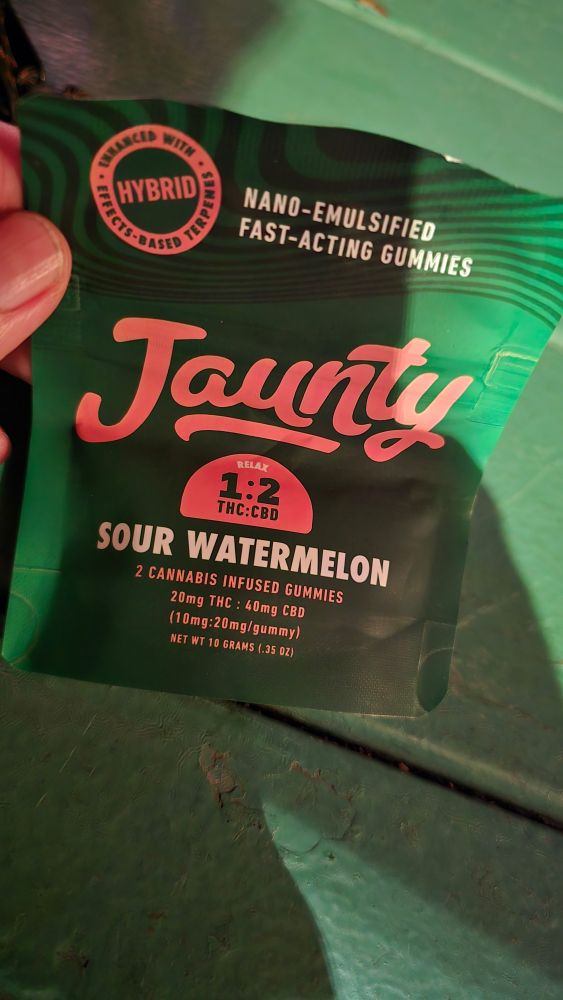 ENHANCED WITH
HYBRID
EFFECTS-BASED TERPENES
NANO-EMULSIFIED
FAST-ACTING GUMMIES
Jaunty
RELAX
1:2
THC:CBD
SOUR WATERMELON
2 CANNABIS INFUSED GUMMIES
20mg THC : 40mg CBD
(10mg:20mg/gummy)
NET WT 10 GRAMS (.35 OZ)